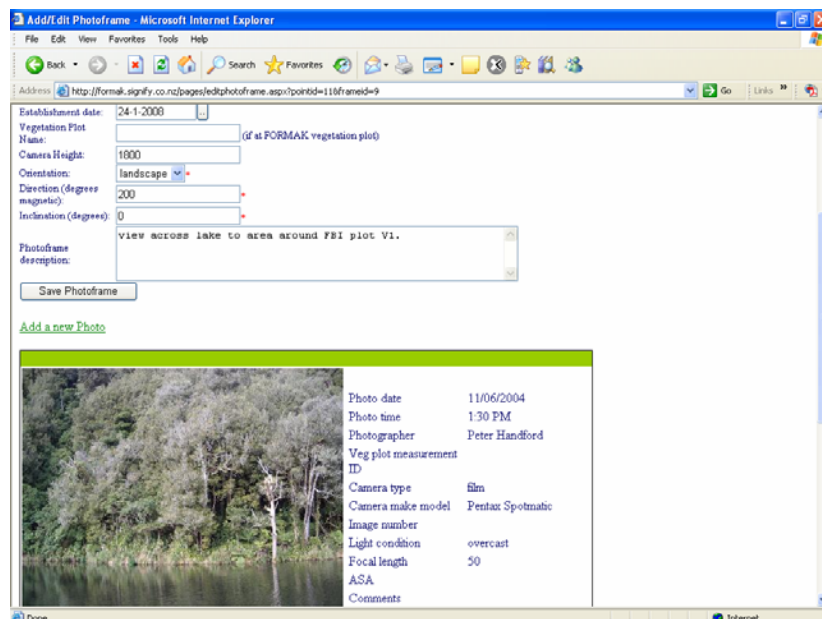 Add/Edit Photoframe - Microsoft Internet Explorer
File Edit View Favorites Tools Help
Back Search Favorites
Address http://formak.signify.co.nz/pages/editphotoframe.aspx?pointid=11&frameid=9 Go Links »
Establishment date: 24-1-2008 ...
Vegetation Plot
Name: (if at FORMAK vegetation plot)
Camera Height: 1800
Orientation: landscape *
Direction (degrees
magnetic): 200 *
Inclination (degrees): 0 *
view across lake to area around FBI plot V1.
Photoframe
description:
Save Photoframe
Add a new Photo
Photo date 11/06/2004
Photo time 1:30 PM
Photographer Peter Handford
Veg plot measurement
ID
Camera type film
Camera make model Pentax Spotmatic
Image number
Light condition overcast
Focal length 50
ASA
Comments
Done Internet